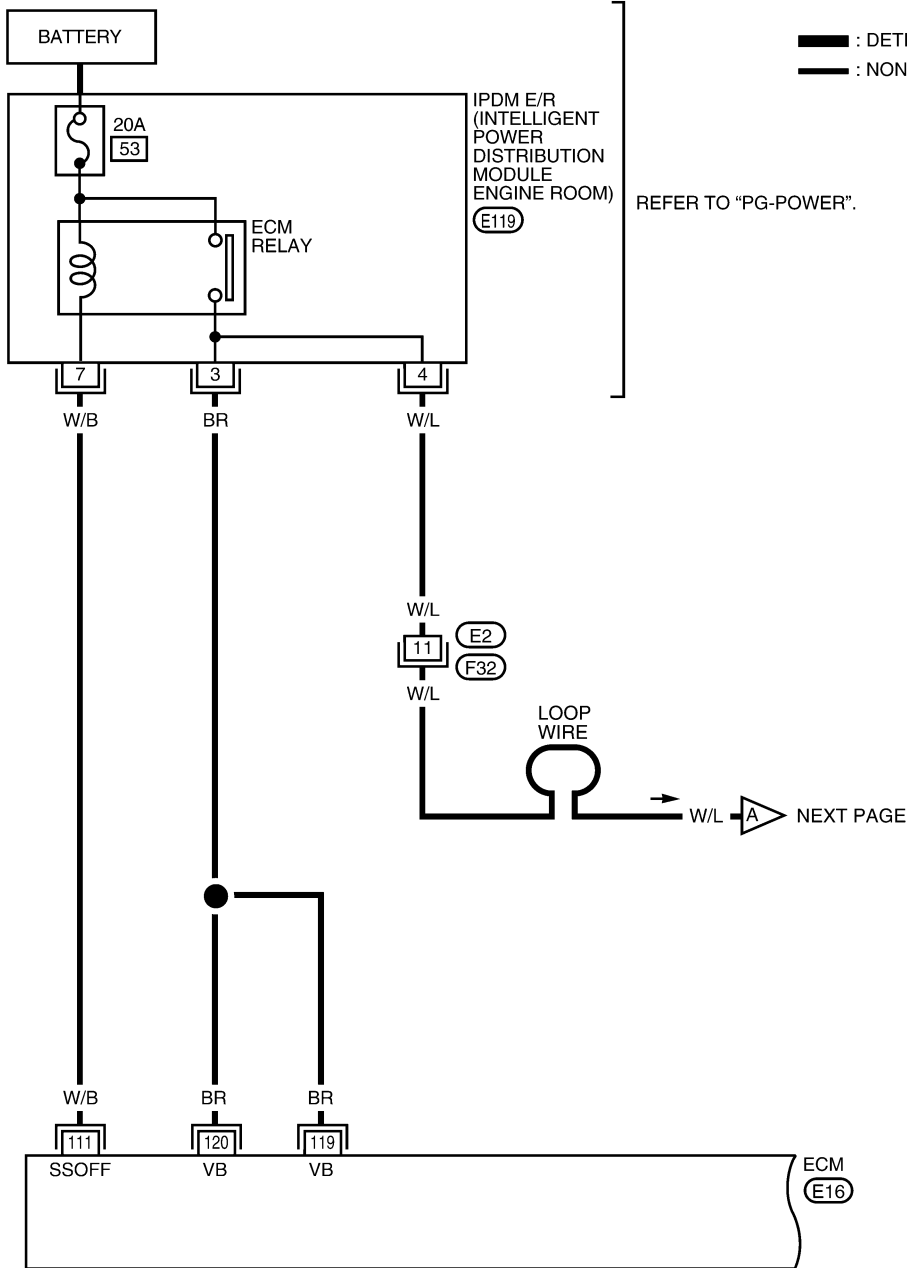 BATTERY
: DET
: NON
20A
53
IPDM E/R
(INTELLIGENT
POWER
DISTRIBUTION
MODULE
ENGINE ROOM)
E119
REFER TO “PG-POWER”.
ECM
RELAY
7
3
4
W/B
BR
W/L
W/L
11
E2
F32
W/L
LOOP
WIRE
W/L
A
NEXT PAGE
W/B
BR
BR
111
120
119
SSOFF
VB
VB
ECM
E16